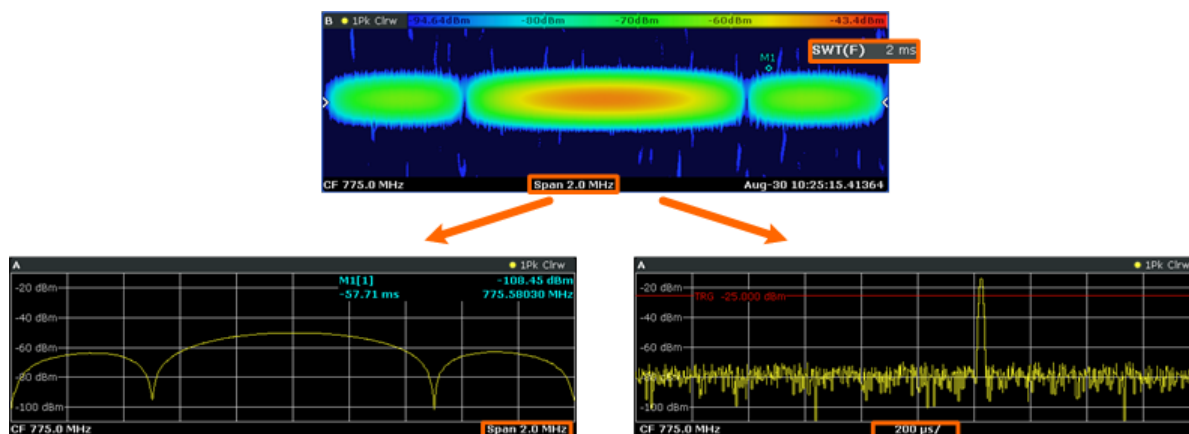 B 1Pk Clrw -94.64dBm -80dBm -70dBm -60dBm -43.4dBm
SWT(F) 2 ms
M1
CF 775.0 MHz Span 2.0 MHz Aug-30 10:25:15.41364
A 1Pk Clrw
M1[1] -108.45 dBm
-57.71 ms 775.58030 MHz
-20 dBm
-40 dBm
-60 dBm
-80 dBm
-100 dBm
CF 775.0 MHz Span 2.0 MHz
A 1Pk Clrw
-20 dBm
TRG -25.000 dBm
-40 dBm
-60 dBm
-80 dBm
-100 dBm
CF 775.0 MHz 200 µs/